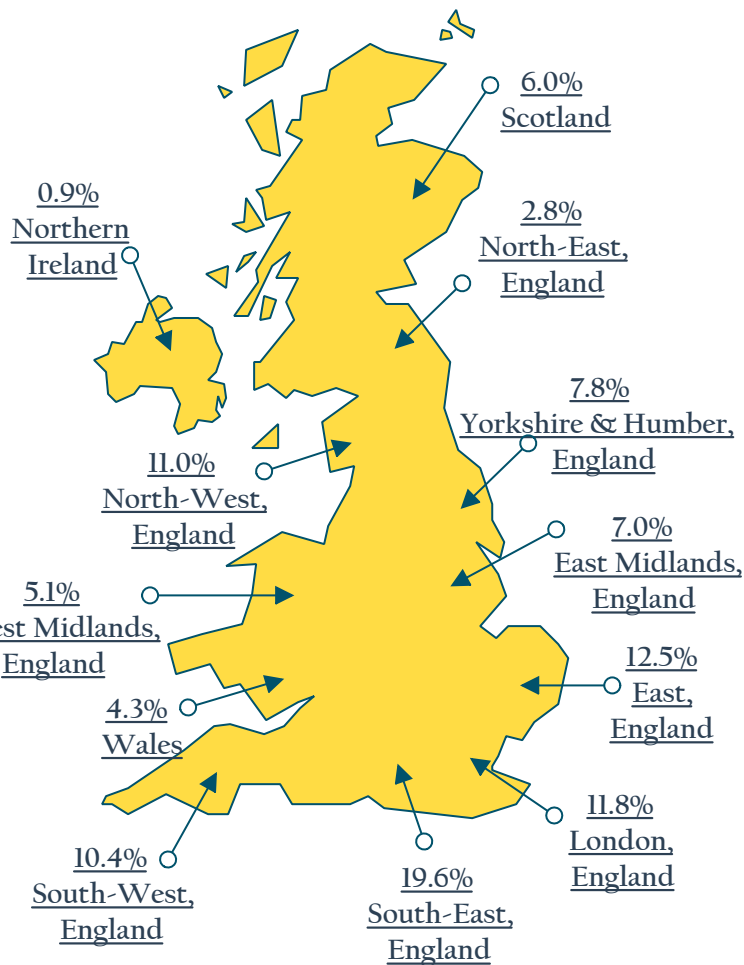 6.0%
Scotland
0.9%
Northern
Ireland
2.8%
North-East,
England
7.8%
Yorkshire & Humber,
England
11.0%
North-West,
England
7.0%
East Midlands,
England
5.1%
est Midlands,
England
12.5%
East,
England
4.3%
Wales
11.8%
London,
England
10.4%
South-West,
England
19.6%
South-East,
England